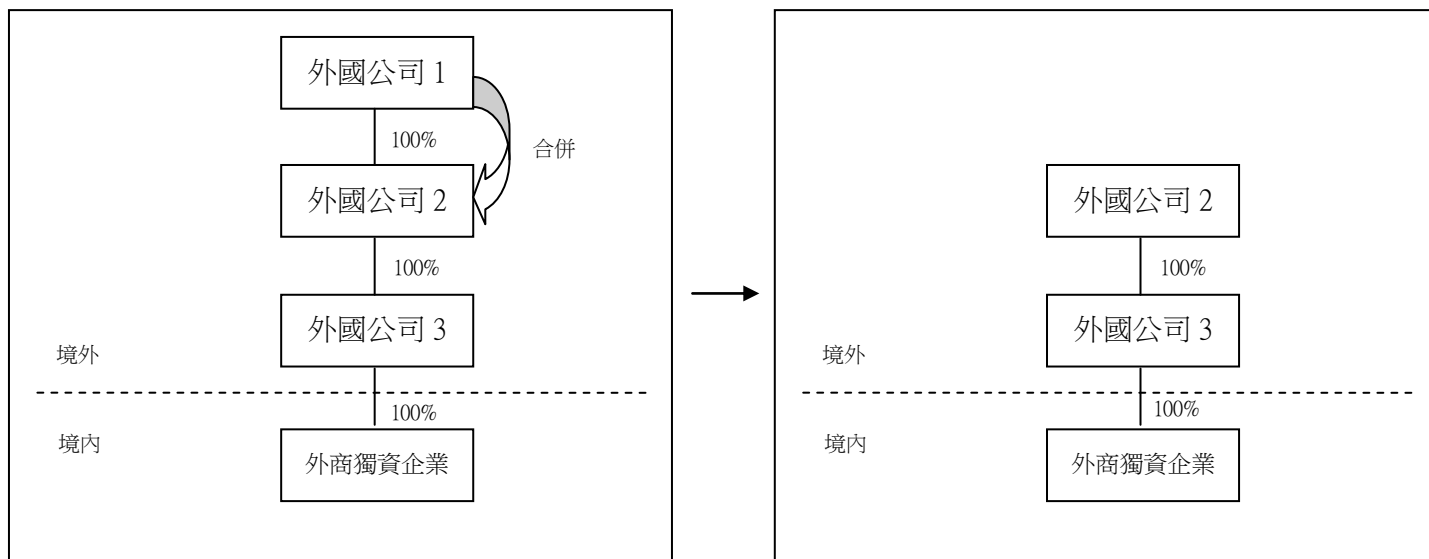 外國公司 1
100%
合併
外國公司 2
100%
外國公司 3
境外
100%
境內
外商獨資企業
外國公司 2
100%
外國公司 3
境外
100%
境內
外商獨資企業